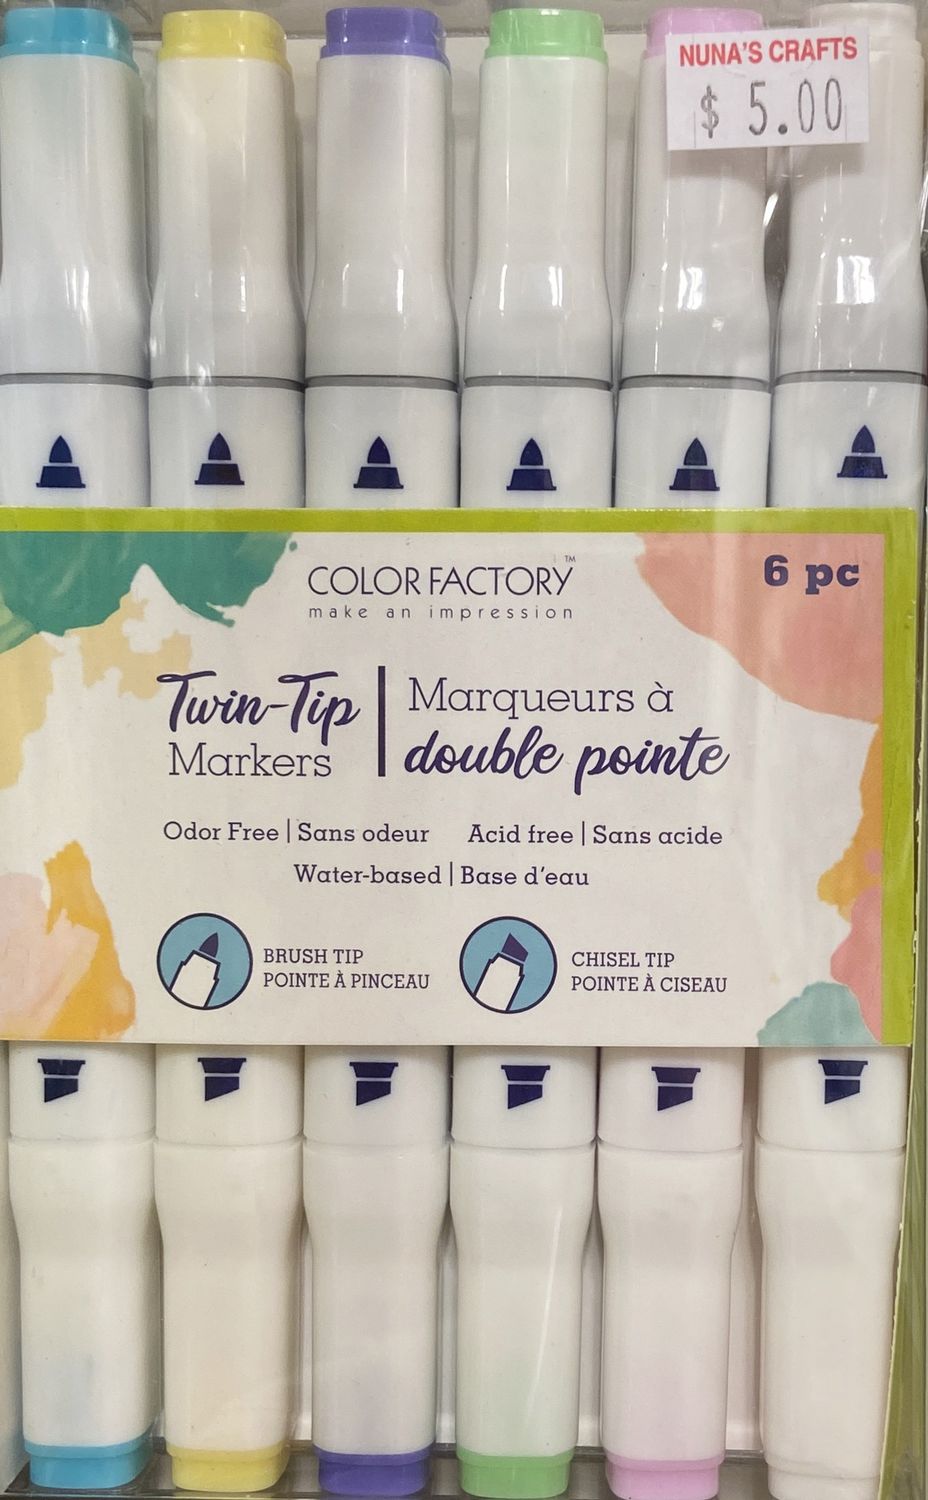 NUNA'S CRAFTS
$ 5.00
COLOR FACTORY™
make an impression
6 pc
Twin-Tip
Markers
Marqueurs à
double pointe
Odor Free | Sans odeur
Acid free | Sans acide
Water-based | Base d'eau
BRUSH TIP
POINTE À PINCEAU
CHISEL TIP
POINTE À CISEAU